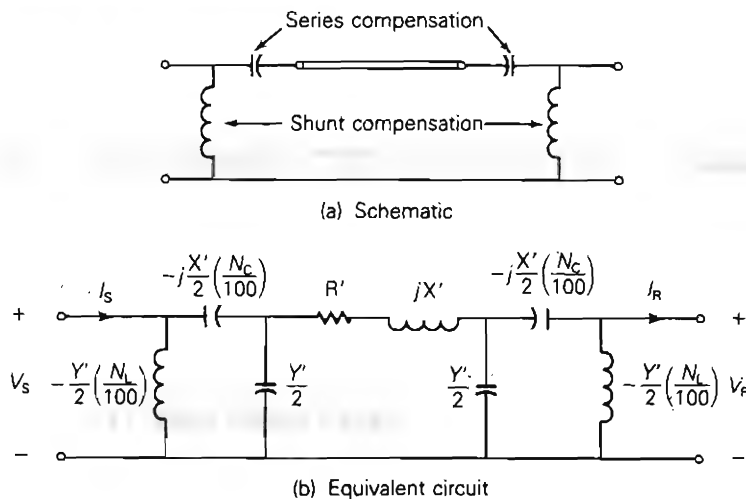 Series compensation
Shunt compensation
(a) Schematic
-j X'/2 (N_C/100)
-j X'/2 (N_C/100)
I_S
R'
jX'
I_R
+
+
V_S
-Y'/2 (N_L/100)
Y'/2
Y'/2
-Y'/2 (N_L/100)
-
-
(b) Equivalent circuit